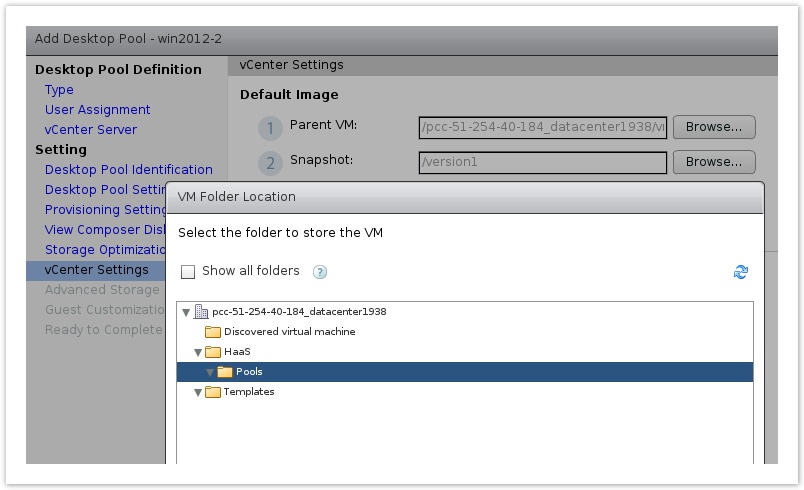 Add Desktop Pool - win2012-2
Desktop Pool Definition
Type
User Assignment
vCenter Server
Setting
Desktop Pool Identification
Desktop Pool Settin
Provisioning Setting
View Composer Disk
Storage Optimizatio
vCenter Settings
Advanced Storage
Guest Customizatio
Ready to Complete
vCenter Settings
Default Image
1 Parent VM: /pcc-51-254-40-184_datacenter1938/v Browse...
2 Snapshot: /version1 Browse...
VM Folder Location
Select the folder to store the VM
Show all folders ?
pcc-51-254-40-184_datacenter1938
Discovered virtual machine
HaaS
Pools
Templates